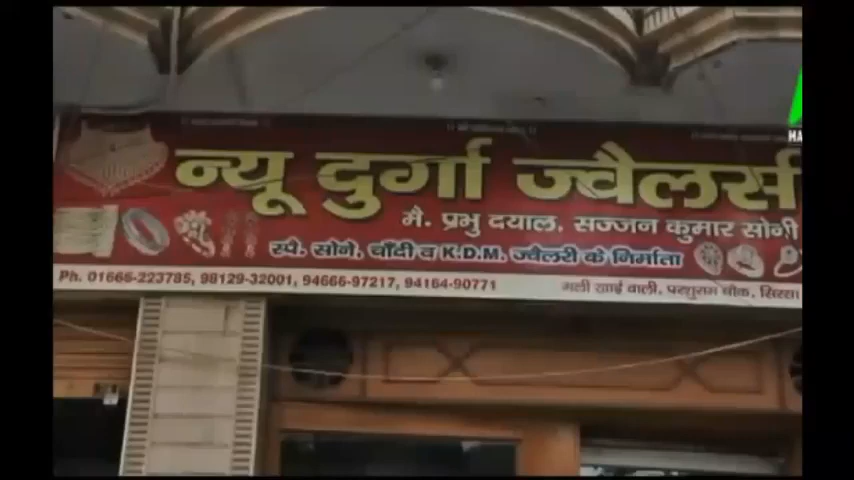 न्यू दुर्गा ज्वैलर्स
मै. प्रभु दयाल, सज्जन कुमार सोनी
स्पे. सोने, चाँदी व K.D.M. ज्वैलरी के निर्माता
Ph. 01666-223785, 98129-32001, 94666-97217, 94164-90771
गली खाई वाली, परशुराम चौक, सिरसा